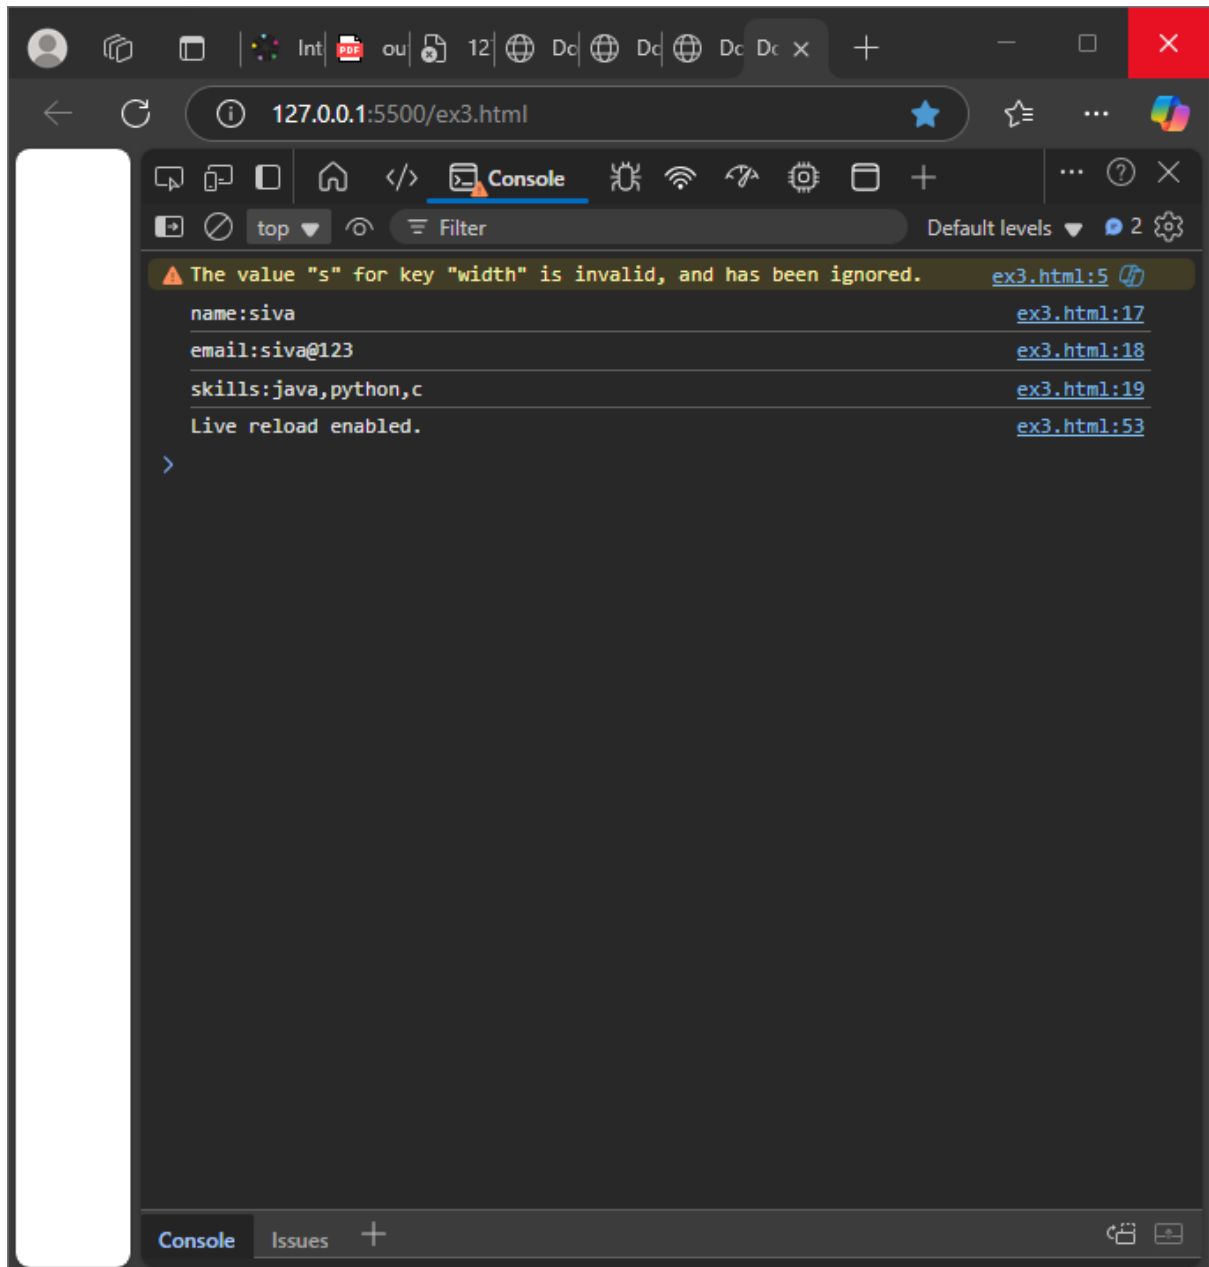 Int PDF ou 12 Dc Dc Dc Dc
127.0.0.1:5500/ex3.html
Console
top Filter Default levels 2
The value "s" for key "width" is invalid, and has been ignored. ex3.html:5
name:siva ex3.html:17
email:siva@123 ex3.html:18
skills:java,python,c ex3.html:19
Live reload enabled. ex3.html:53
Console Issues